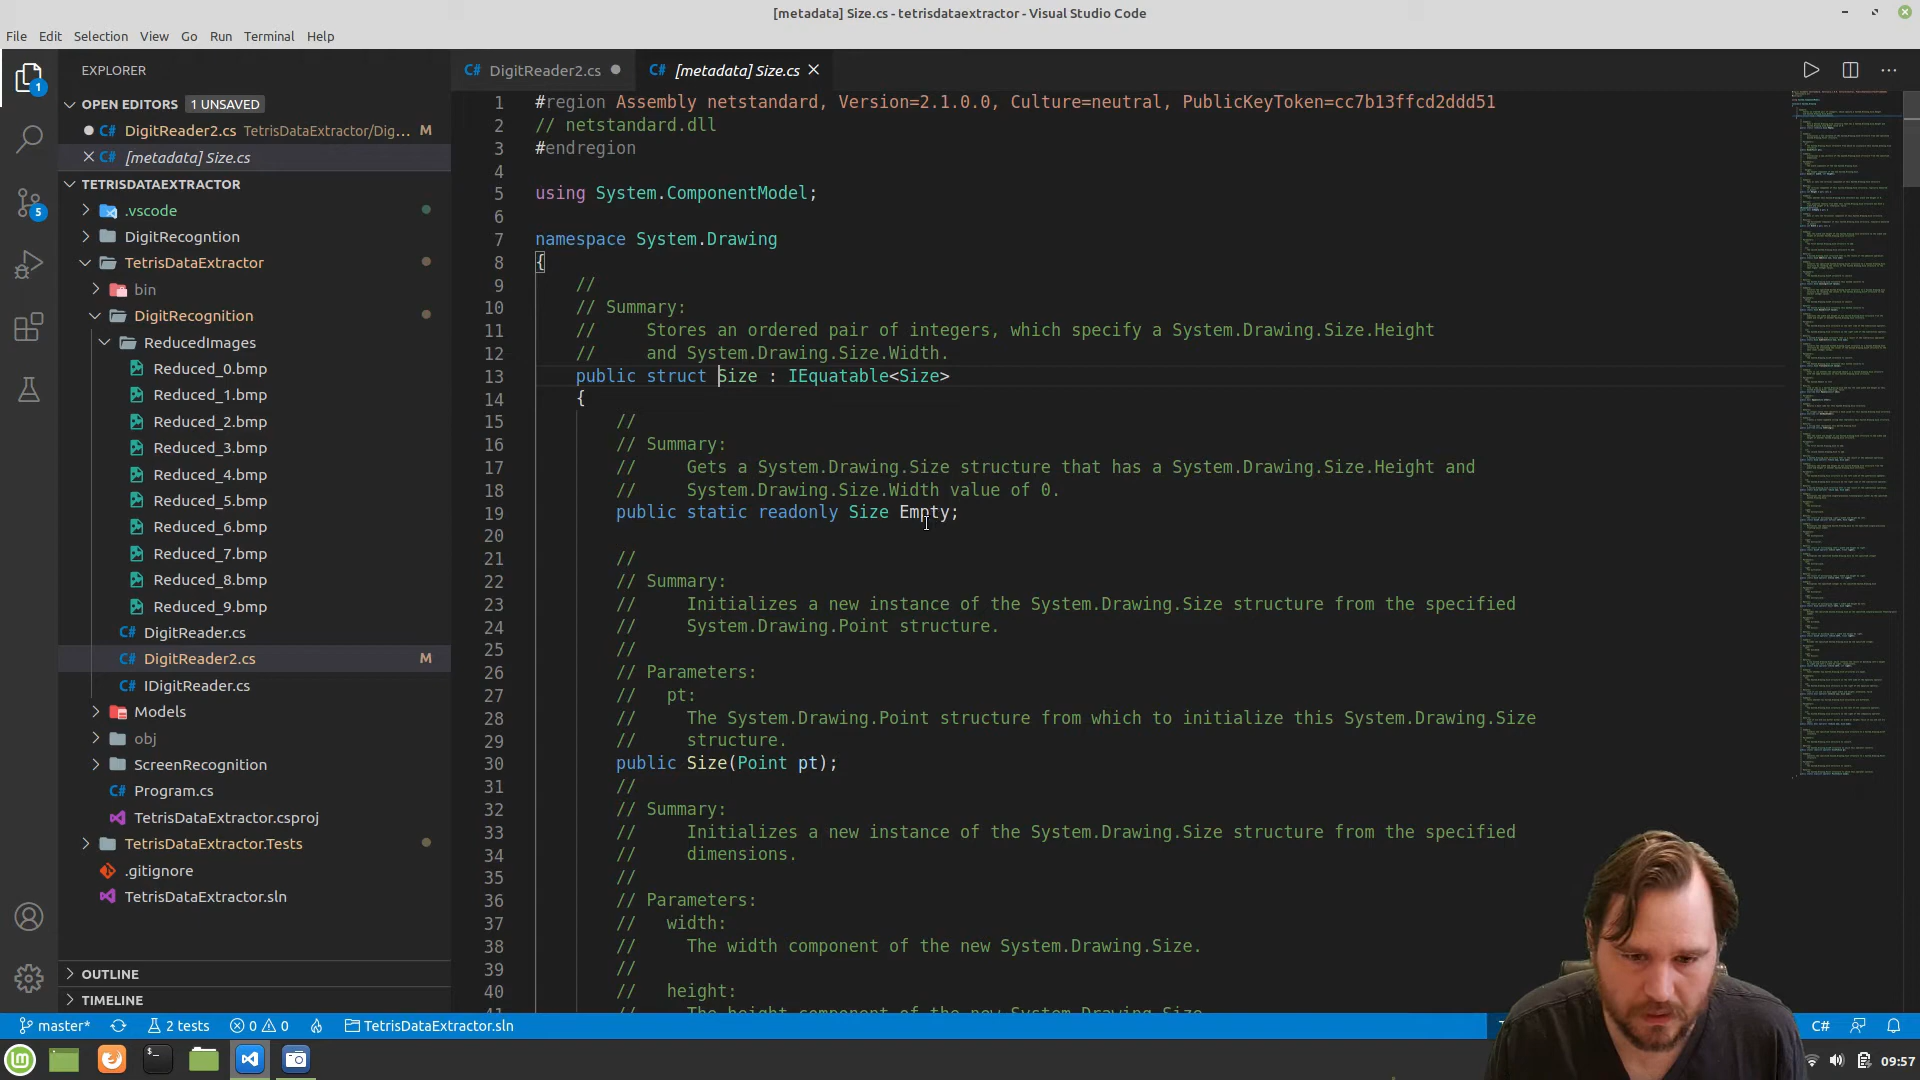 [metadata] Size.cs - tetrisdataextractor - Visual Studio Code
File Edit Selection View Go Run Terminal Help
EXPLORER
OPEN EDITORS 1 UNSAVED
DigitReader2.cs TetrisDataExtractor/Dig... M
[metadata] Size.cs
TETRISDATAEXTRACTOR
.vscode
DigitRecogntion
TetrisDataExtractor
bin
DigitRecognition
ReducedImages
Reduced_0.bmp
Reduced_1.bmp
Reduced_2.bmp
Reduced_3.bmp
Reduced_4.bmp
Reduced_5.bmp
Reduced_6.bmp
Reduced_7.bmp
Reduced_8.bmp
Reduced_9.bmp
DigitReader.cs
DigitReader2.cs M
IDigitReader.cs
Models
obj
ScreenRecognition
Program.cs
TetrisDataExtractor.csproj
TetrisDataExtractor.Tests
.gitignore
TetrisDataExtractor.sln
OUTLINE
TIMELINE
1
5
DigitReader2.cs
[metadata] Size.cs
1 #region Assembly netstandard, Version=2.1.0.0, Culture=neutral, PublicKeyToken=cc7b13ffcd2ddd51
2 // netstandard.dll
3 #endregion
4
5 using System.ComponentModel;
6
7 namespace System.Drawing
8 {
9 //
10 // Summary:
11 // Stores an ordered pair of integers, which specify a System.Drawing.Size.Height
12 // and System.Drawing.Size.Width.
13 public struct Size : IEquatable<Size>
14 {
15 //
16 // Summary:
17 // Gets a System.Drawing.Size structure that has a System.Drawing.Size.Height and
18 // System.Drawing.Size.Width value of 0.
19 public static readonly Size Empty;
20
21 //
22 // Summary:
23 // Initializes a new instance of the System.Drawing.Size structure from the specified
24 // System.Drawing.Point structure.
25 //
26 // Parameters:
27 // pt:
28 // The System.Drawing.Point structure from which to initialize this System.Drawing.Size
29 // structure.
30 public Size(Point pt);
31 //
32 // Summary:
33 // Initializes a new instance of the System.Drawing.Size structure from the specified
34 // dimensions.
35 //
36 // Parameters:
37 // width:
38 // The width component of the new System.Drawing.Size.
39 //
40 // height:
41 // The height component of the new System.Drawing.Size.
master* 2 tests 0 0 TetrisDataExtractor.sln C#
09:57